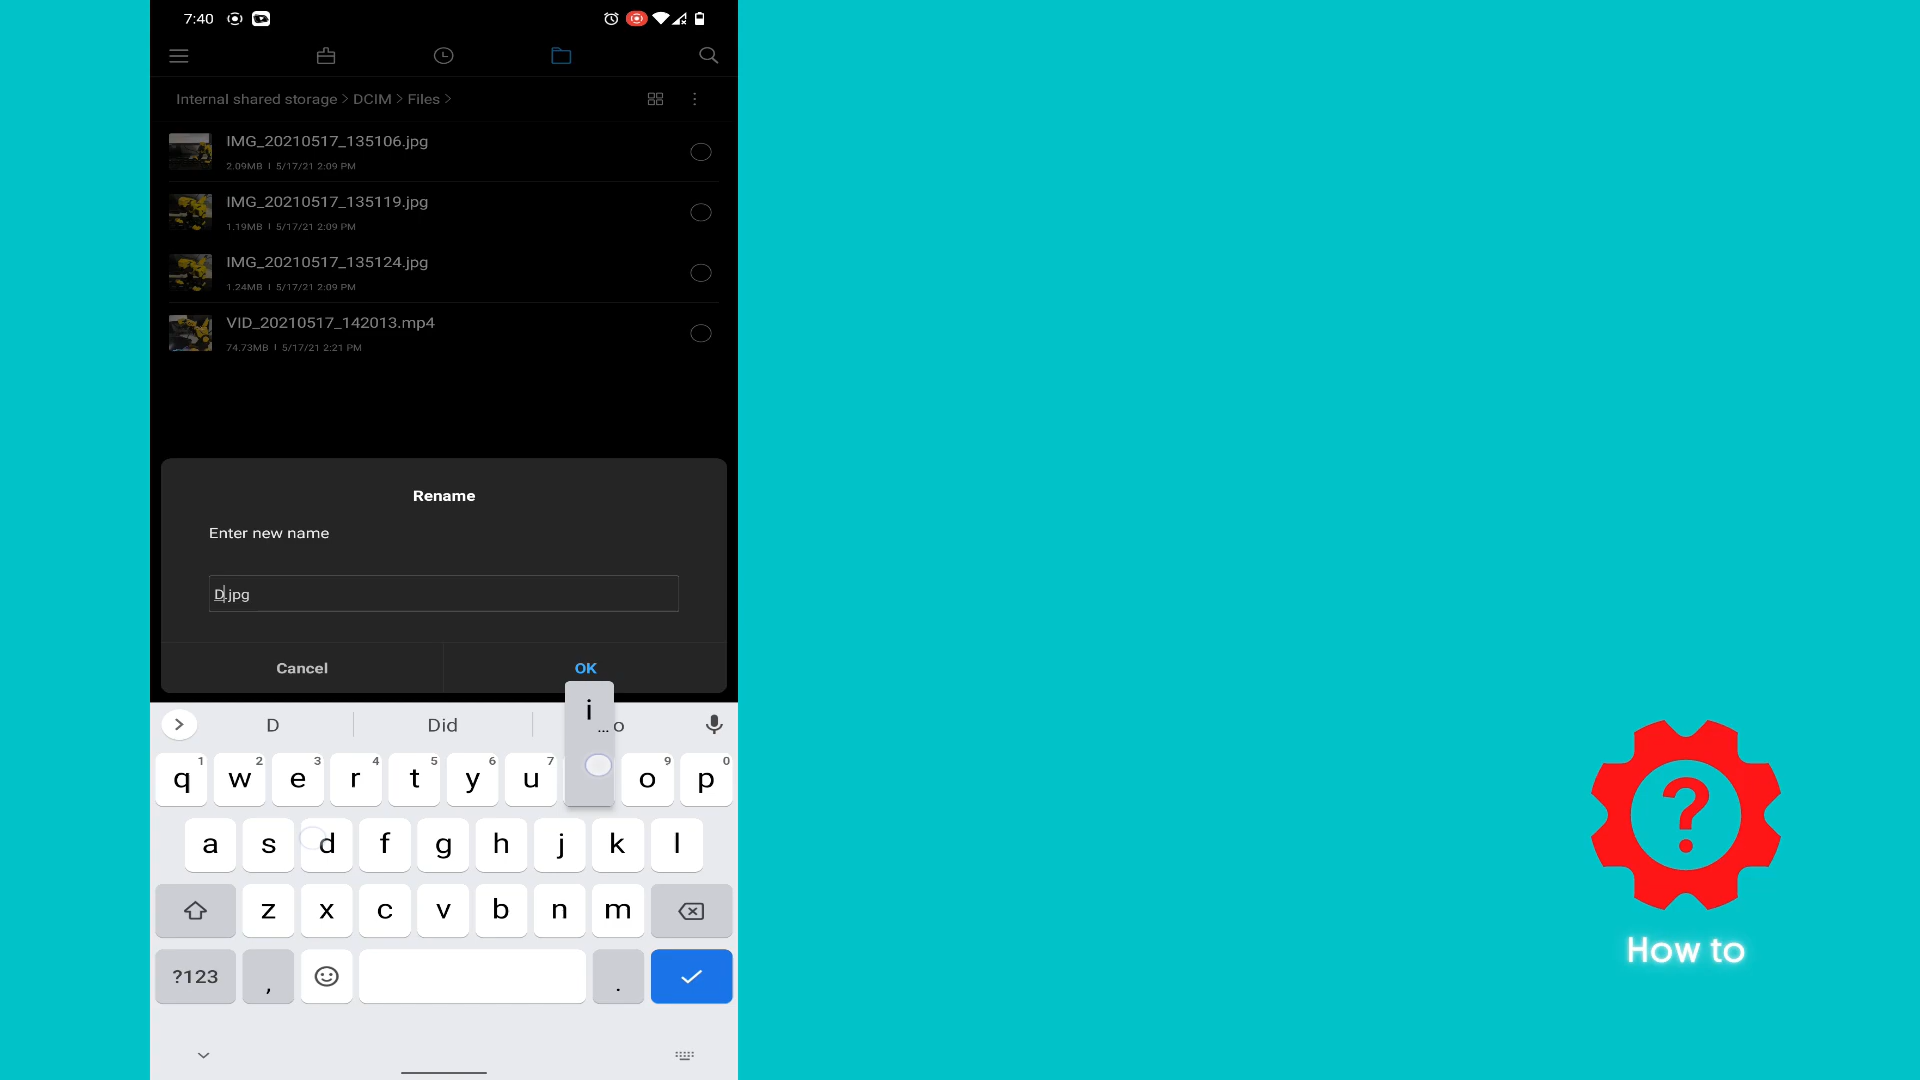 7:40
Internal shared storage > DCIM > Files >
IMG_20210517_135106.jpg
2.09MB | 5/17/21 2:09 PM
IMG_20210517_135119.jpg
1.19MB | 5/17/21 2:09 PM
IMG_20210517_135124.jpg
1.24MB | 5/17/21 2:09 PM
VID_20210517_142013.mp4
74.73MB | 5/17/21 2:21 PM
Rename
Enter new name
D.jpg
Cancel OK
i
...
D Did
q 1 w 2 e 3 r 4 t 5 y 6 u 7 o 9 p 0
a s d f g h j k l
z x c v b n m
?123 , .
?
How to